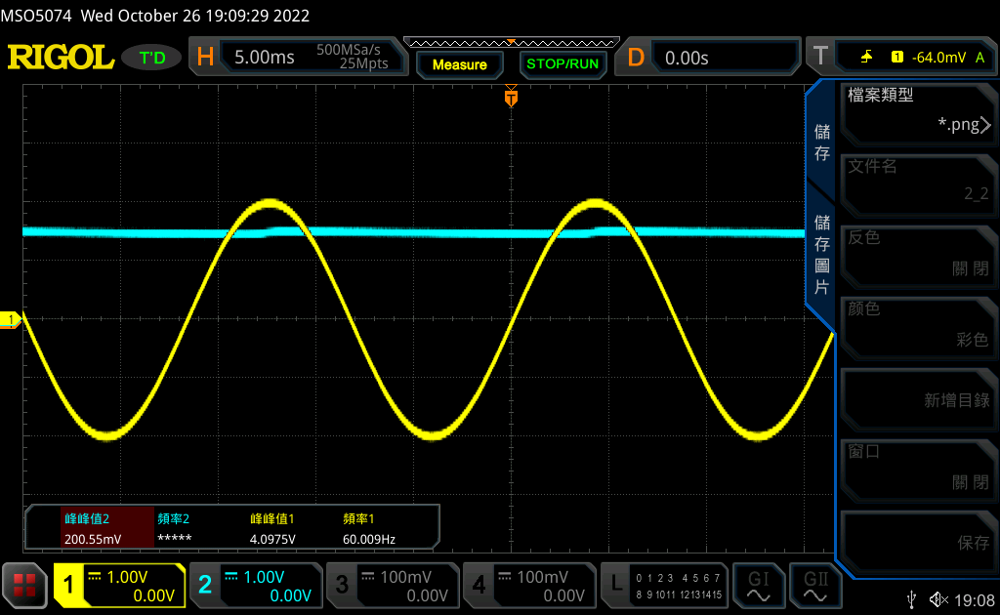 MSO5074 Wed October 26 19:09:29 2022
RIGOL T'D H 5.00ms 500MSa/s 25Mpts Measure STOP/RUN D 0.00s T 1 -64.0mV A
T
儲存
儲存圖片
檔案類型
*.png
文件名
2_2
反色
關閉
顏色
彩色
新增目錄
窗口
關閉
保存
1
峰峰值2 頻率2 峰峰值1 頻率1
200.55mV ***** 4.0975V 60.009Hz
1 1.00V 0.00V
2 1.00V 0.00V
3 100mV 0.00V
4 100mV 0.00V
L 0 1 2 3 4 5 6 7
8 9 10 11 12 13 14 15
GI GII
19:08